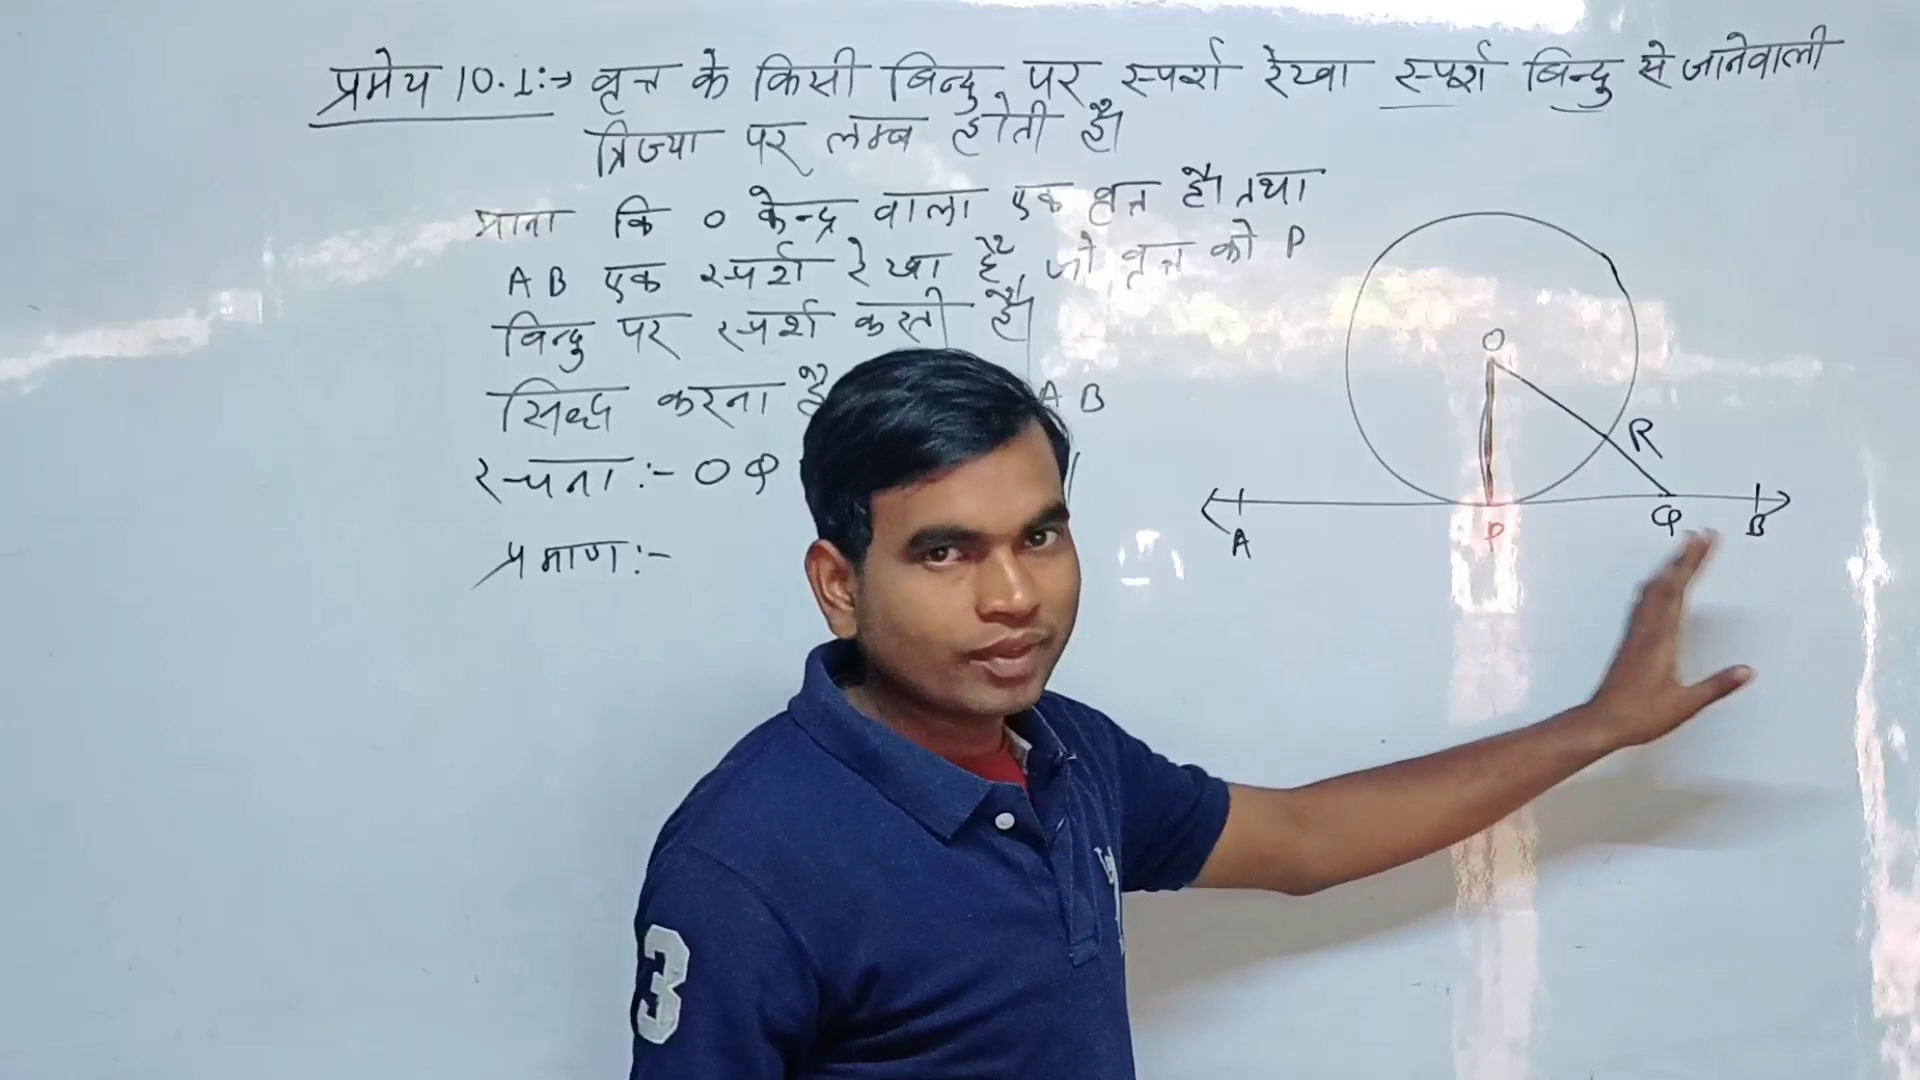 प्रमेय 10.1:→ वृत्त के किसी बिन्दु पर स्पर्श रेखा स्पर्श बिन्दु से जानेवाली
त्रिज्या पर लम्ब होती है।
माना कि O केन्द्र वाला एक वृत्त है। तथा
AB एक स्पर्श रेखा है, जो वृत्त को P
बिन्दु पर स्पर्श करती है।
सिद्ध करना है AB
रचना :- OQ
प्रमाण :-
O
R
A P Q B
3